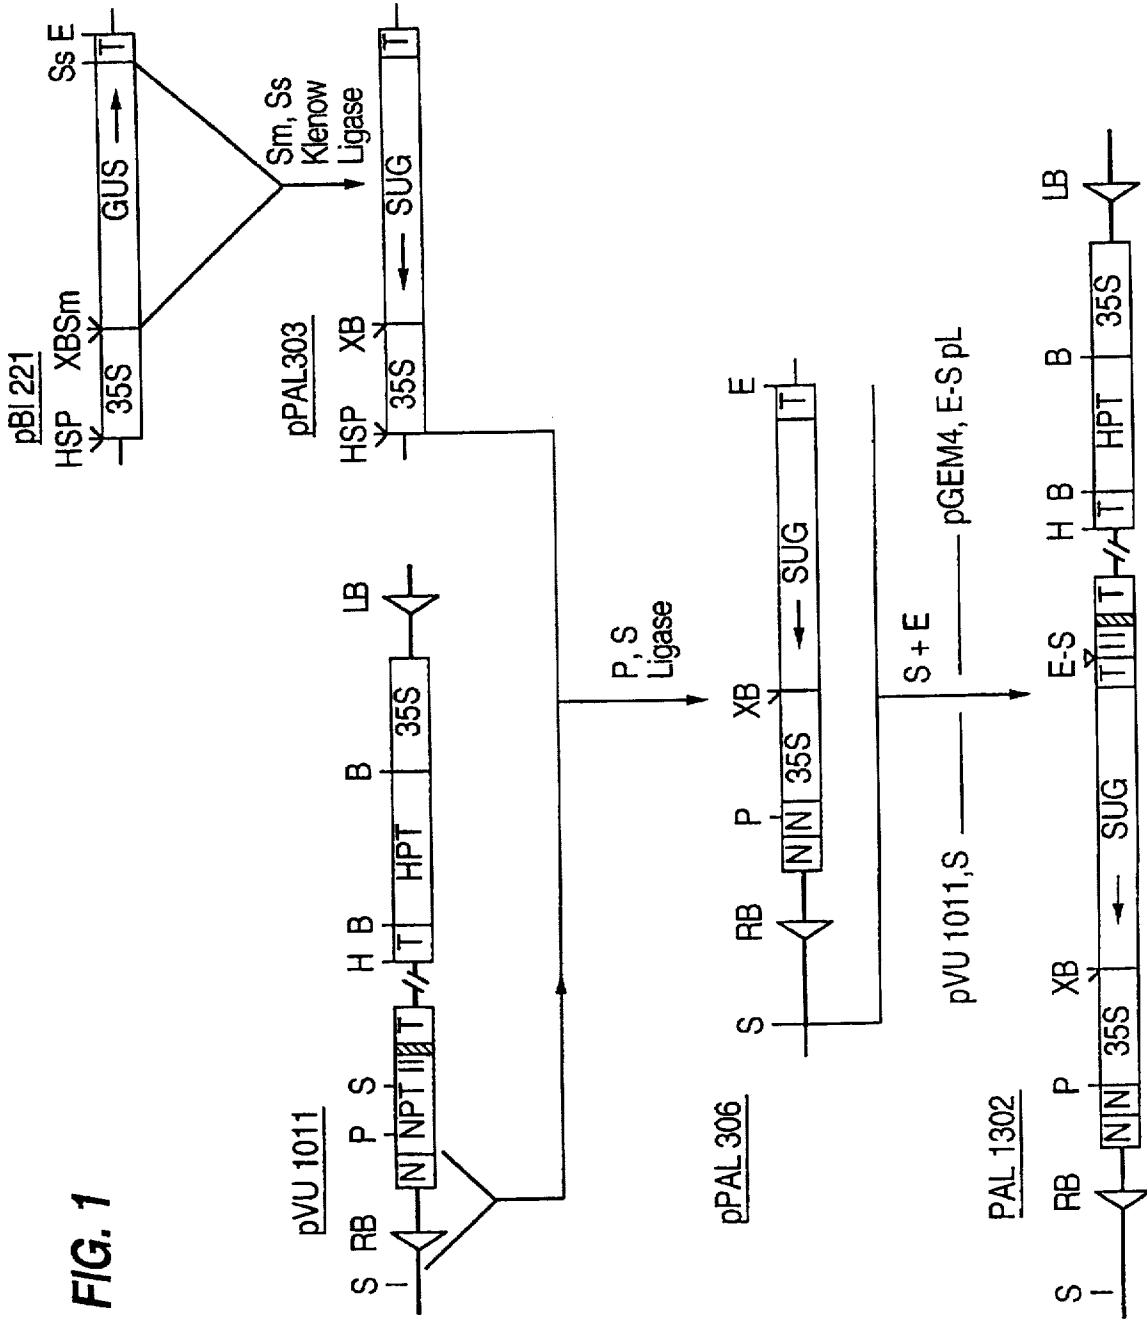 FIG. 1
pBI 221
HSP XBSm Ss E
35S GUS T
Sm, Ss
Klenow
Ligase
pVU 1011
S RB P S H B B LB
N NPT II T T HPT 35S
pPAL303
HSP XB
35S SUG T
P, S
Ligase
pPAL 306
S RB P XB E
N N 35S SUG T
S + E
pVU 1011,S pGEM4, E-S pL
PAL 1302
S RB P XB E-S H B B LB
N N 35S SUG T II T T HPT 35S